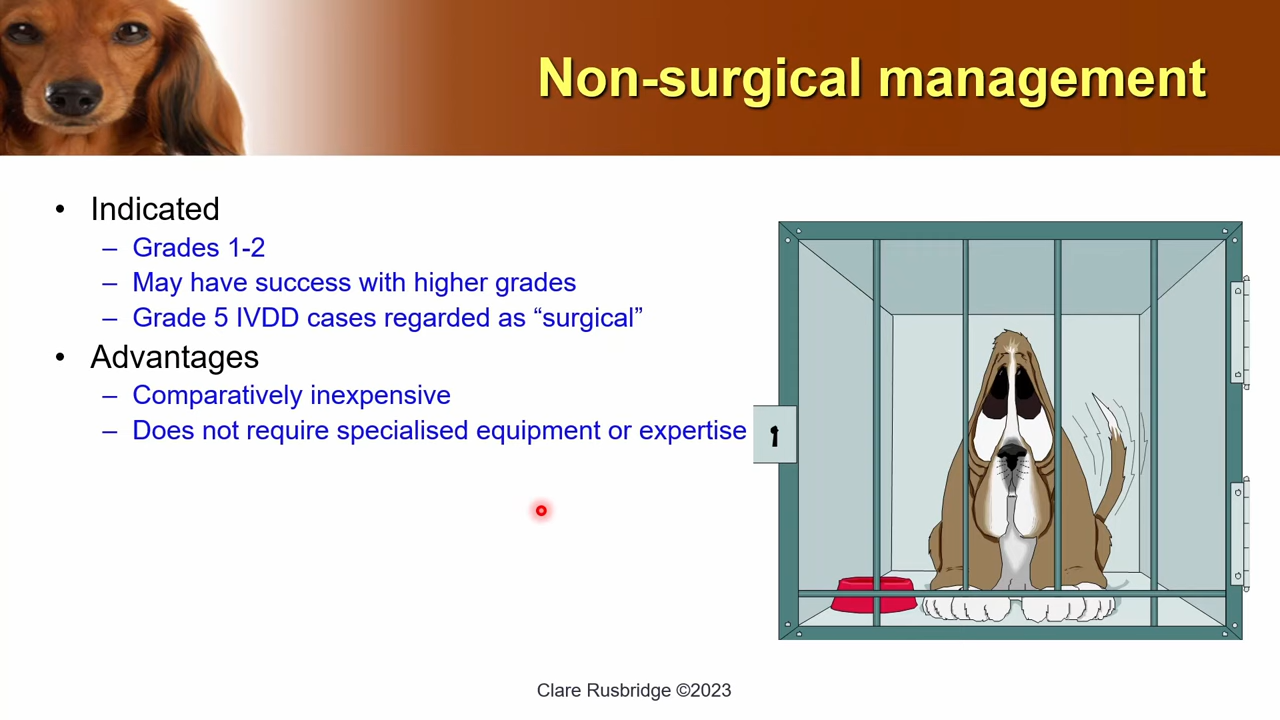 Non-surgical management
• Indicated
– Grades 1-2
– May have success with higher grades
– Grade 5 IVDD cases regarded as “surgical”
• Advantages
– Comparatively inexpensive
– Does not require specialised equipment or expertise
Clare Rusbridge ©2023